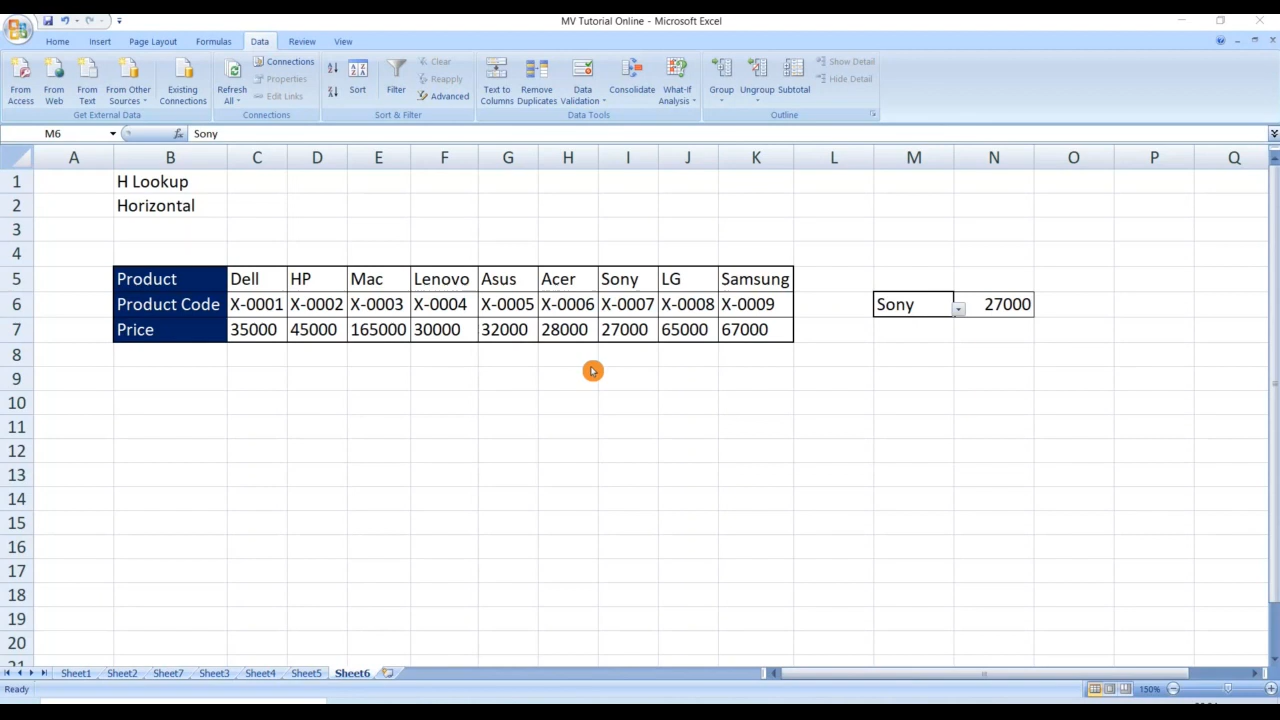 MV Tutorial Online - Microsoft Excel
Home Insert Page Layout Formulas Data Review View
From Access
From Web
From Text
From Other Sources
Existing Connections
Get External Data
Refresh All
Connections
Properties
Edit Links
Connections
Sort
Filter
Clear
Reapply
Advanced
Sort & Filter
Text to Columns
Remove Duplicates
Data Validation
Consolidate
What-If Analysis
Data Tools
Group
Ungroup
Subtotal
Show Detail
Hide Detail
Outline
M6 fx Sony
A B C D E F G H I J K L M N O P Q
1 H Lookup
2 Horizontal
3
4
5 Product Dell HP Mac Lenovo Asus Acer Sony LG Samsung
6 Product Code X-0001 X-0002 X-0003 X-0004 X-0005 X-0006 X-0007 X-0008 X-0009 Sony 27000
7 Price 35000 45000 165000 30000 32000 28000 27000 65000 67000
8
9
10
11
12
13
14
15
16
17
18
19
20
21
Sheet1 Sheet2 Sheet7 Sheet3 Sheet4 Sheet5 Sheet6
Ready 150%